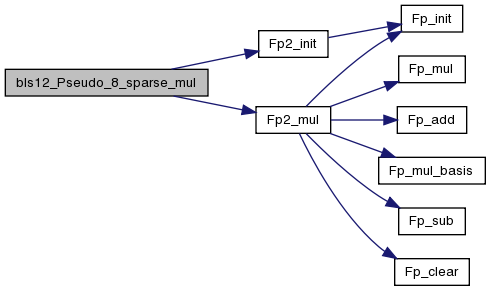 bls12_Pseudo_8_sparse_mul
Fp2_init
Fp2_mul
Fp_init
Fp_mul
Fp_add
Fp_mul_basis
Fp_sub
Fp_clear